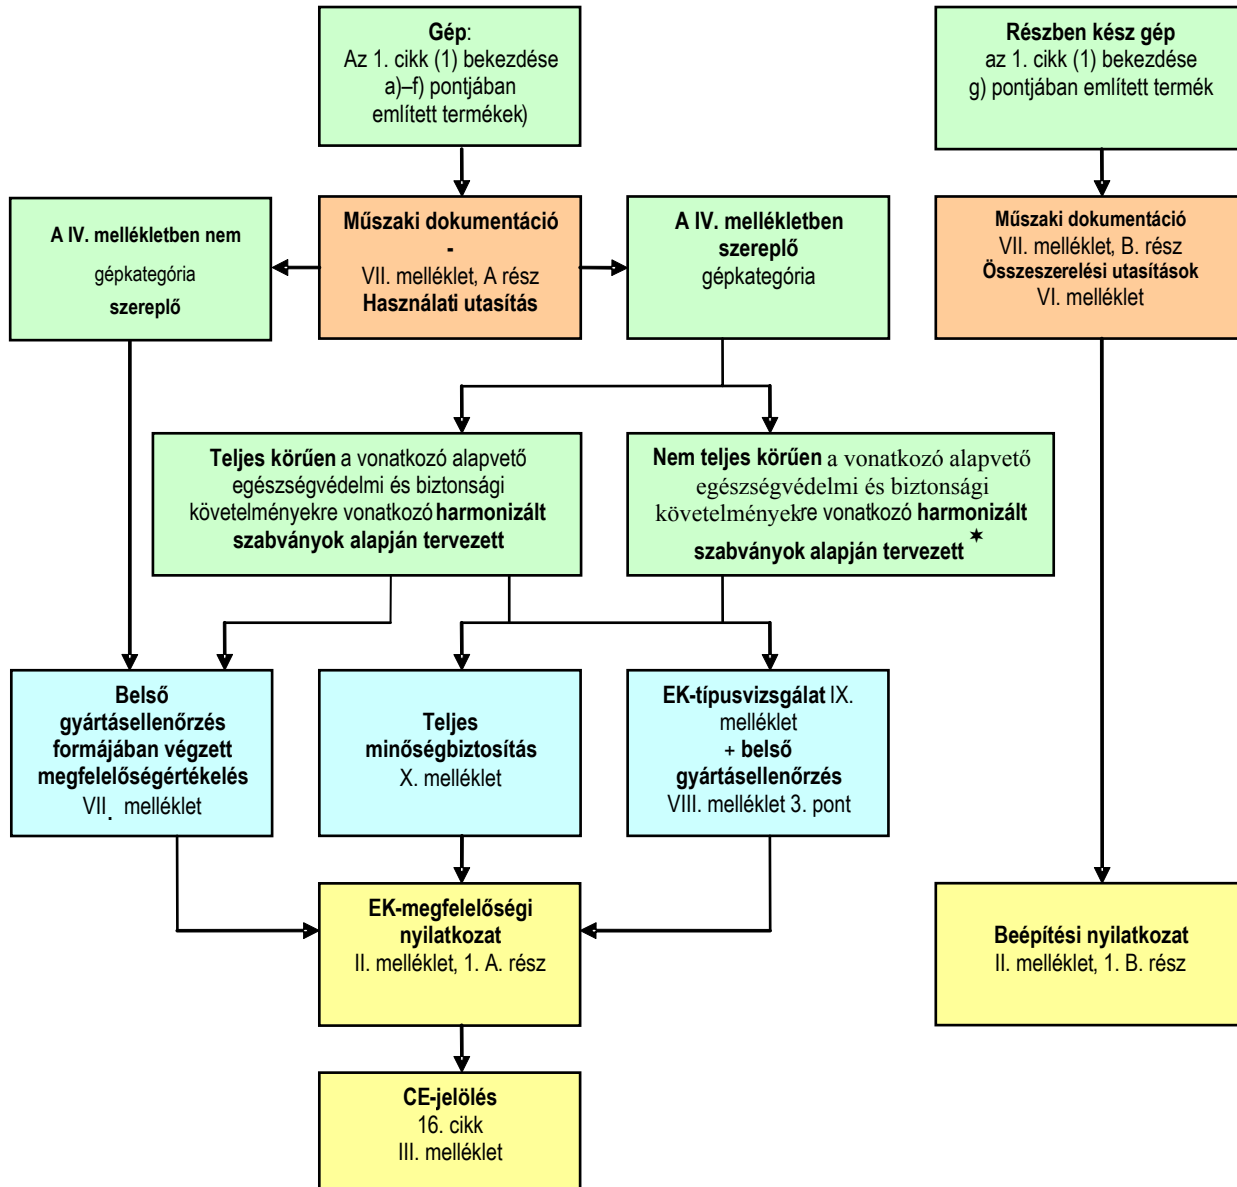 Gép:
Az 1. cikk (1) bekezdése
a)–f) pontjában
említett termékek)
Részben kész gép
az 1. cikk (1) bekezdése
g) pontjában említett termék
A IV. mellékletben nem
gépkategória
szereplő
Műszaki dokumentáció
-
VII. melléklet, A rész
Használati utasítás
A IV. mellékletben
szereplő
gépkategória
Műszaki dokumentáció
VII. melléklet, B. rész
Összeszerelési utasítások
VI. melléklet
Teljes körűen a vonatkozó alapvető
egészségvédelmi és biztonsági
követelményekre vonatkozó harmonizált
szabványok alapján tervezett
Nem teljes körűen a vonatkozó alapvető
egészségvédelmi és biztonsági
követelményekre vonatkozó harmonizált
szabványok alapján tervezett *
Belső
gyártásellenőrzés
formájában végzett
megfelelőségértékelés
VII. melléklet
Teljes
minőségbiztosítás
X. melléklet
EK-típusvizsgálat IX.
melléklet
+ belső
gyártásellenőrzés
VIII. melléklet 3. pont
EK-megfelelőségi
nyilatkozat
II. melléklet, 1. A. rész
Beépítési nyilatkozat
II. melléklet, 1. B. rész
CE-jelölés
16. cikk
III. melléklet